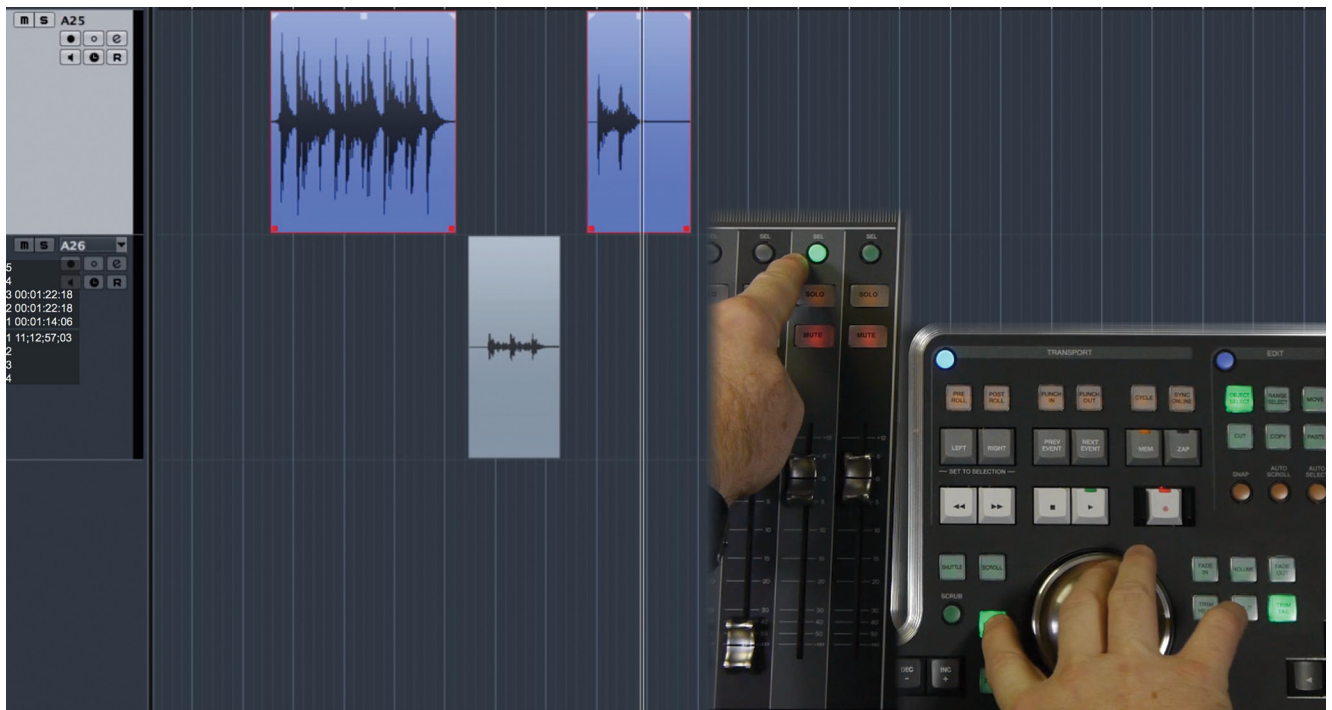 m S A25
e
R
m S A26
e
R
5
4
3 00:01:22:18
2 00:01:22:18
1 00:01:14:06
1 11;12;57;03
2
3
4
SEL SEL SEL
SOLO SOLO
MUTE MUTE
TRANSPORT EDIT
PRE ROLL POST ROLL PUNCH IN PUNCH OUT CYCLE SYNC ONLINE OBJECT SELECT RANGE SELECT MOVE
LEFT RIGHT PREV EVENT NEXT EVENT MEM ZAP CUT COPY PASTE
SET TO SELECTION
SNAP AUTO SCROLL AUTO SELECT
SHUTTLE SCROLL FADE IN VOLUME FADE OUT
SCRUB TRIM TRIM TAIL
DEC - INC +